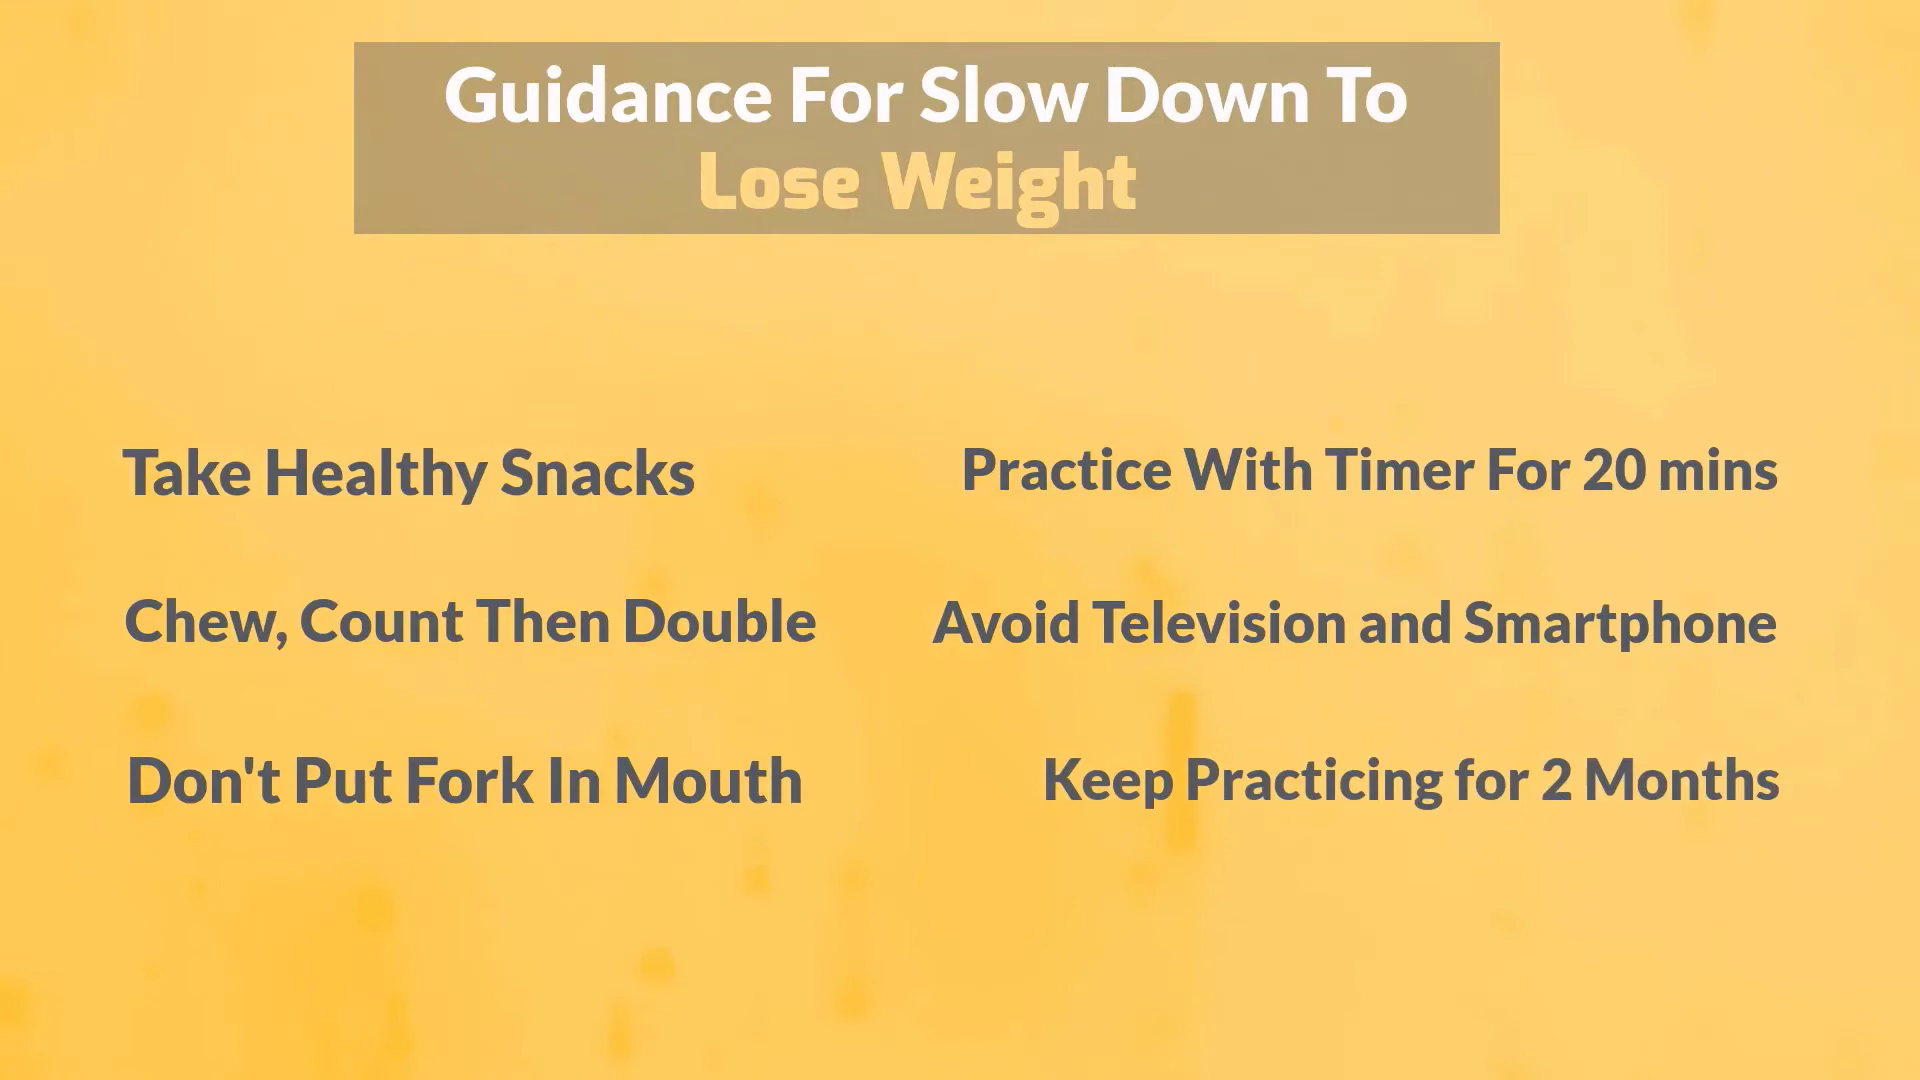 Guidance For Slow Down To
Lose Weight
Take Healthy Snacks
Chew, Count Then Double
Don't Put Fork In Mouth
Practice With Timer For 20 mins
Avoid Television and Smartphone
Keep Practicing for 2 Months